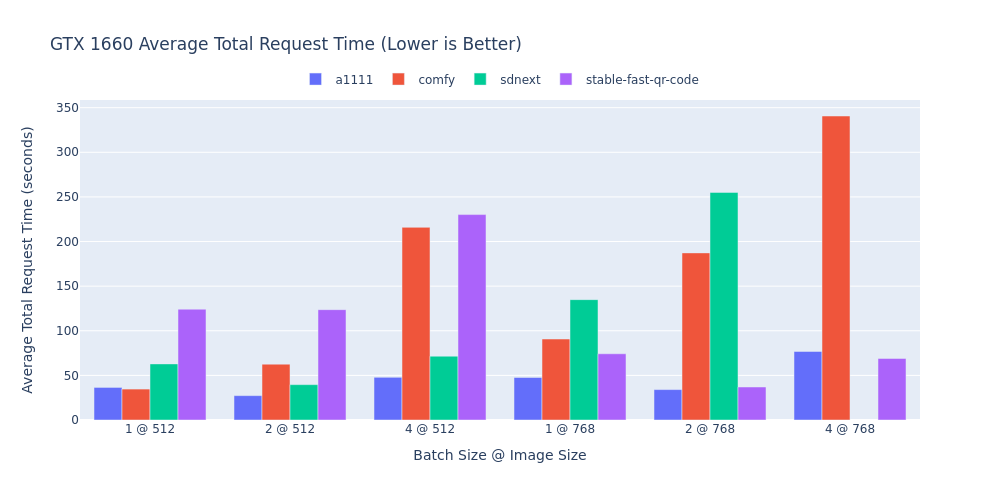 GTX 1660 Average Total Request Time (Lower is Better)
a1111 comfy sdnext stable-fast-qr-code
Average Total Request Time (seconds)
350
300
250
200
150
100
50
0
1 @ 512 2 @ 512 4 @ 512 1 @ 768 2 @ 768 4 @ 768
Batch Size @ Image Size